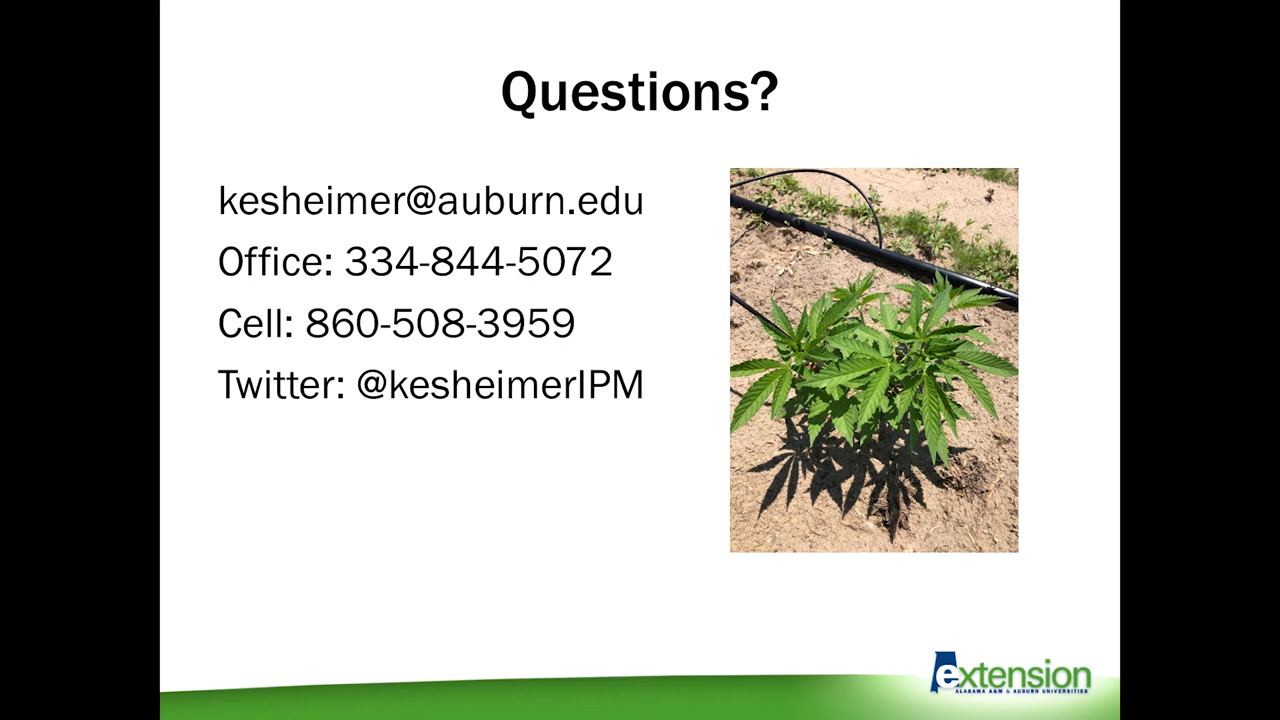 Questions?
kesheimer@auburn.edu
Office: 334-844-5072
Cell: 860-508-3959
Twitter: @kesheimerIPM
extension
ALABAMA A&M & AUBURN UNIVERSITIES